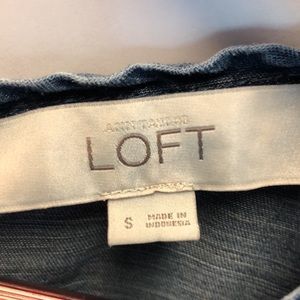 ANN TAYLOR
LOFT
S
MADE IN
INDONESIA